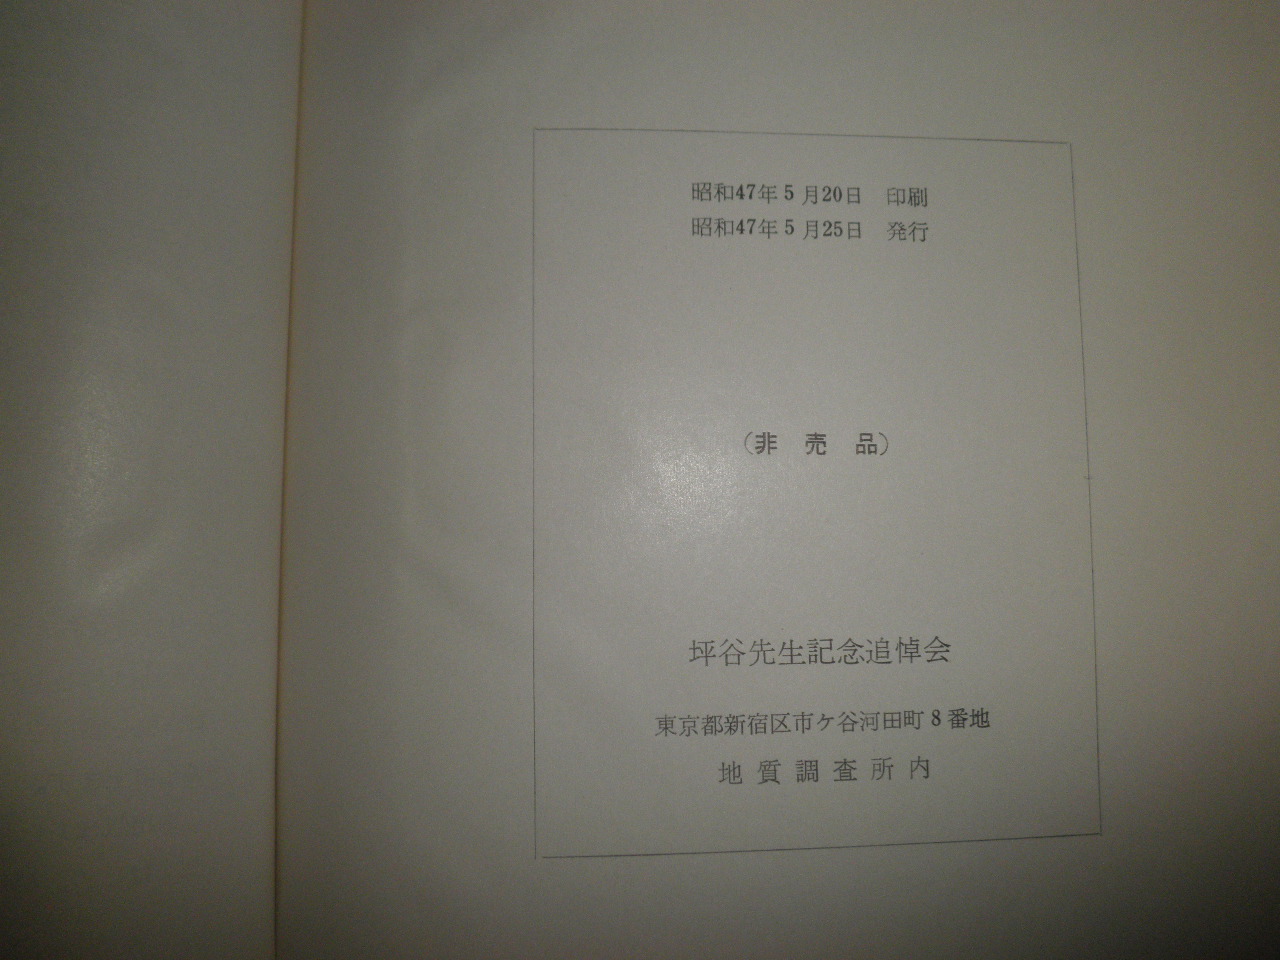 昭和47年5月20日　印刷
昭和47年5月25日　発行
（非　売　品）
坪谷先生記念追悼会
東京都新宿区市ケ谷河田町8番地
地質調査所内